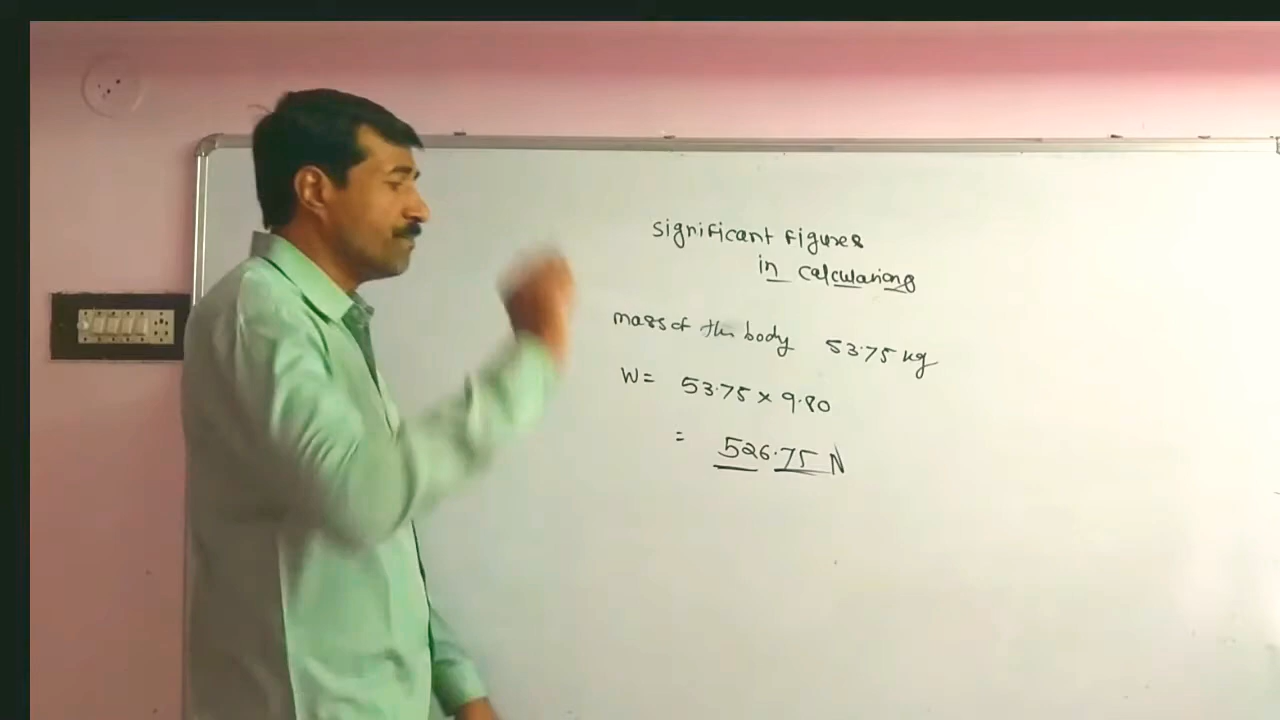 significant figures
in calculations
mass of the body 53.75 kg
W= 53.75 × 9.80
= 526.75 N